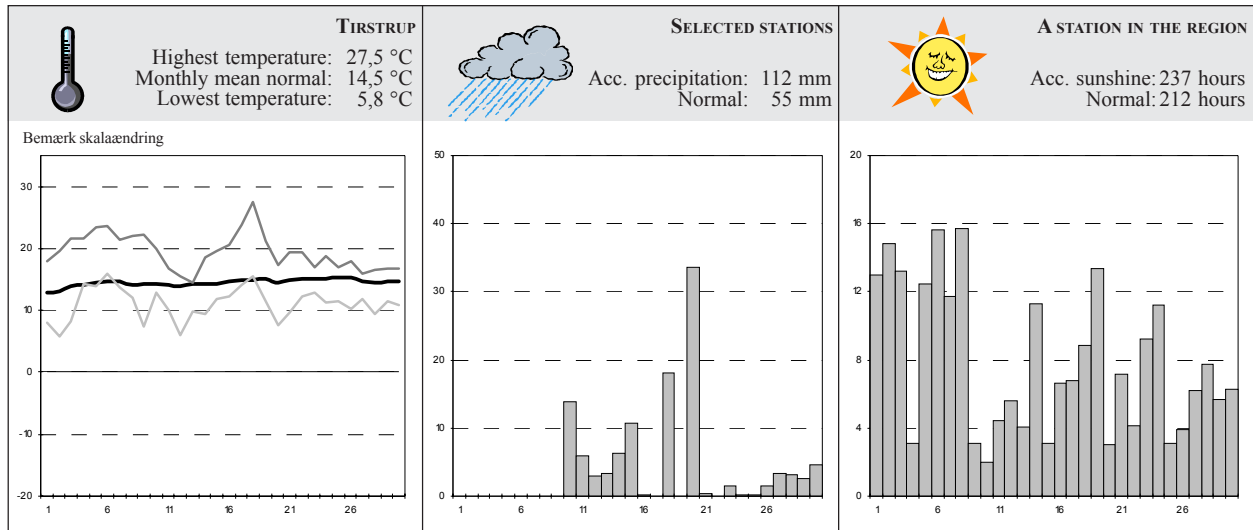 TIRSTRUP
Highest temperature: 27,5 °C
Monthly mean normal: 14,5 °C
Lowest temperature: 5,8 °C
SELECTED STATIONS
Acc. precipitation: 112 mm
Normal: 55 mm
A STATION IN THE REGION
Acc. sunshine: 237 hours
Normal: 212 hours
Bemærk skalaændring
30
20
10
0
-10
-20
1 6 11 16 21 26
50
40
30
20
10
0
1 6 11 16 21 26
20
16
12
8
4
0
1 6 11 16 21 26